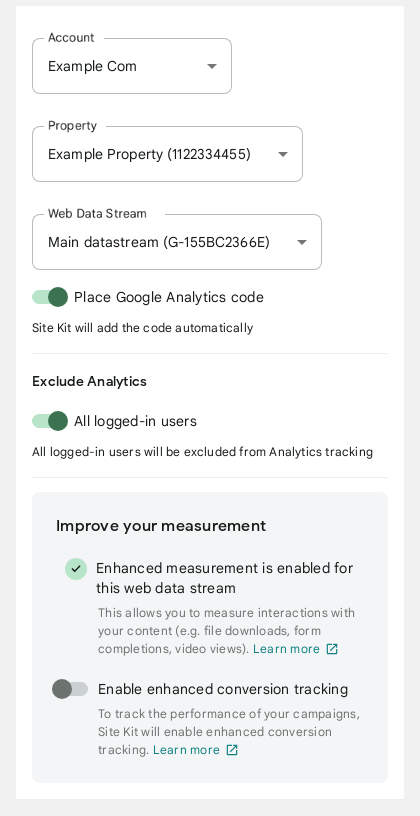 Account
Example Com
Property
Example Property (1122334455)
Web Data Stream
Main datastream (G-155BC2366E)
Place Google Analytics code
Site Kit will add the code automatically
Exclude Analytics
All logged-in users
All logged-in users will be excluded from Analytics tracking
Improve your measurement
Enhanced measurement is enabled for
this web data stream
This allows you to measure interactions with
your content (e.g. file downloads, form
completions, video views). Learn more
Enable enhanced conversion tracking
To track the performance of your campaigns,
Site Kit will enable enhanced conversion
tracking. Learn more